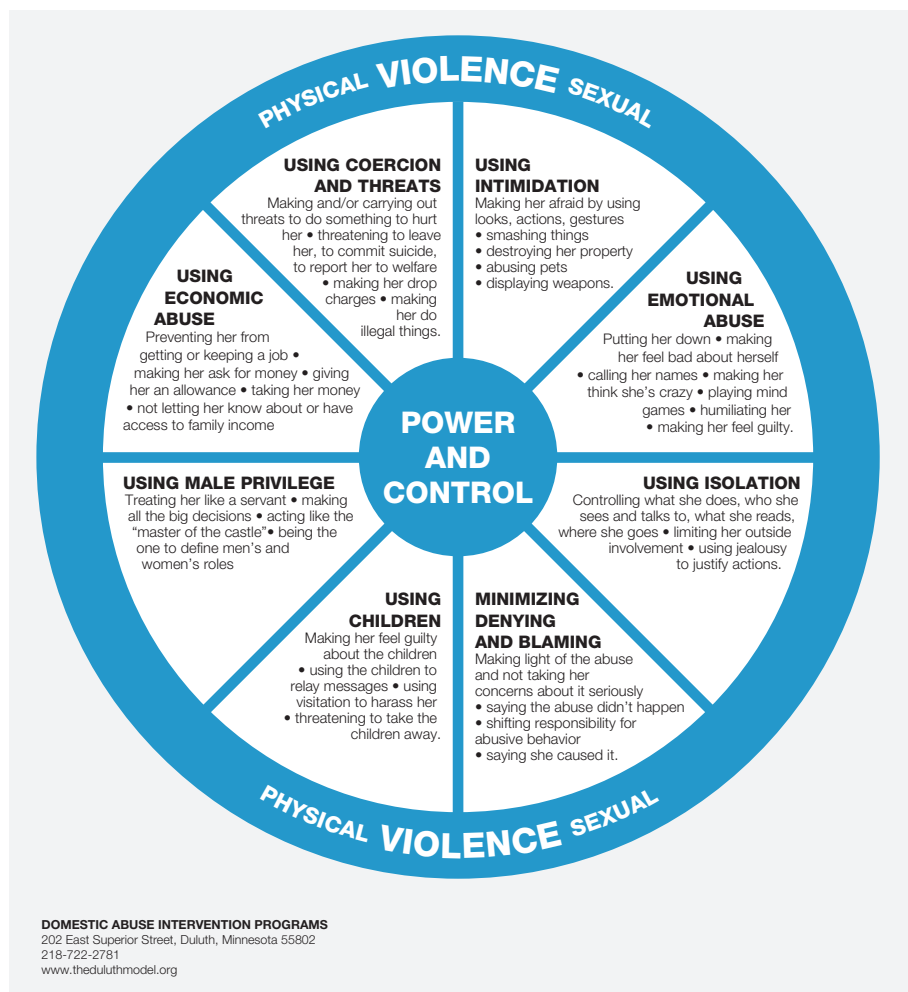 PHYSICAL VIOLENCE SEXUAL
USING COERCION
AND THREATS
Making and/or carrying out
threats to do something to hurt
her • threatening to leave
her, to commit suicide,
to report her to welfare
• making her drop
charges • making
her do
illegal things.
USING
INTIMIDATION
Making her afraid by using
looks, actions, gestures
• smashing things
• destroying her property
• abusing pets
• displaying weapons.
USING
EMOTIONAL
ABUSE
Putting her down • making
her feel bad about herself
• calling her names • making her
think she’s crazy • playing mind
games • humiliating her
• making her feel guilty.
USING ISOLATION
Controlling what she does, who she
sees and talks to, what she reads,
where she goes • limiting her outside
involvement • using jealousy
to justify actions.
MINIMIZING
DENYING
AND BLAMING
Making light of the abuse
and not taking her
concerns about it seriously
• saying the abuse didn’t happen
• shifting responsibility for
abusive behavior
• saying she caused it.
USING
CHILDREN
Making her feel guilty
about the children
• using the children to
relay messages • using
visitation to harass her
• threatening to take the
children away.
USING MALE PRIVILEGE
Treating her like a servant • making
all the big decisions • acting like the
“master of the castle”• being the
one to define men’s and
women’s roles
USING
ECONOMIC
ABUSE
Preventing her from
getting or keeping a job •
making her ask for money • giving
her an allowance • taking her money
• not letting her know about or have
access to family income
POWER
AND
CONTROL
PHYSICAL VIOLENCE SEXUAL
DOMESTIC ABUSE INTERVENTION PROGRAMS
202 East Superior Street, Duluth, Minnesota 55802
218-722-2781
www.theduluthmodel.org